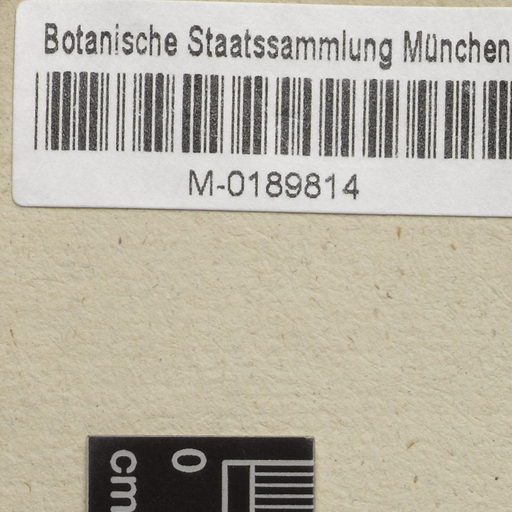 Botanische Staatssammlung München
M-0189814
0
cm